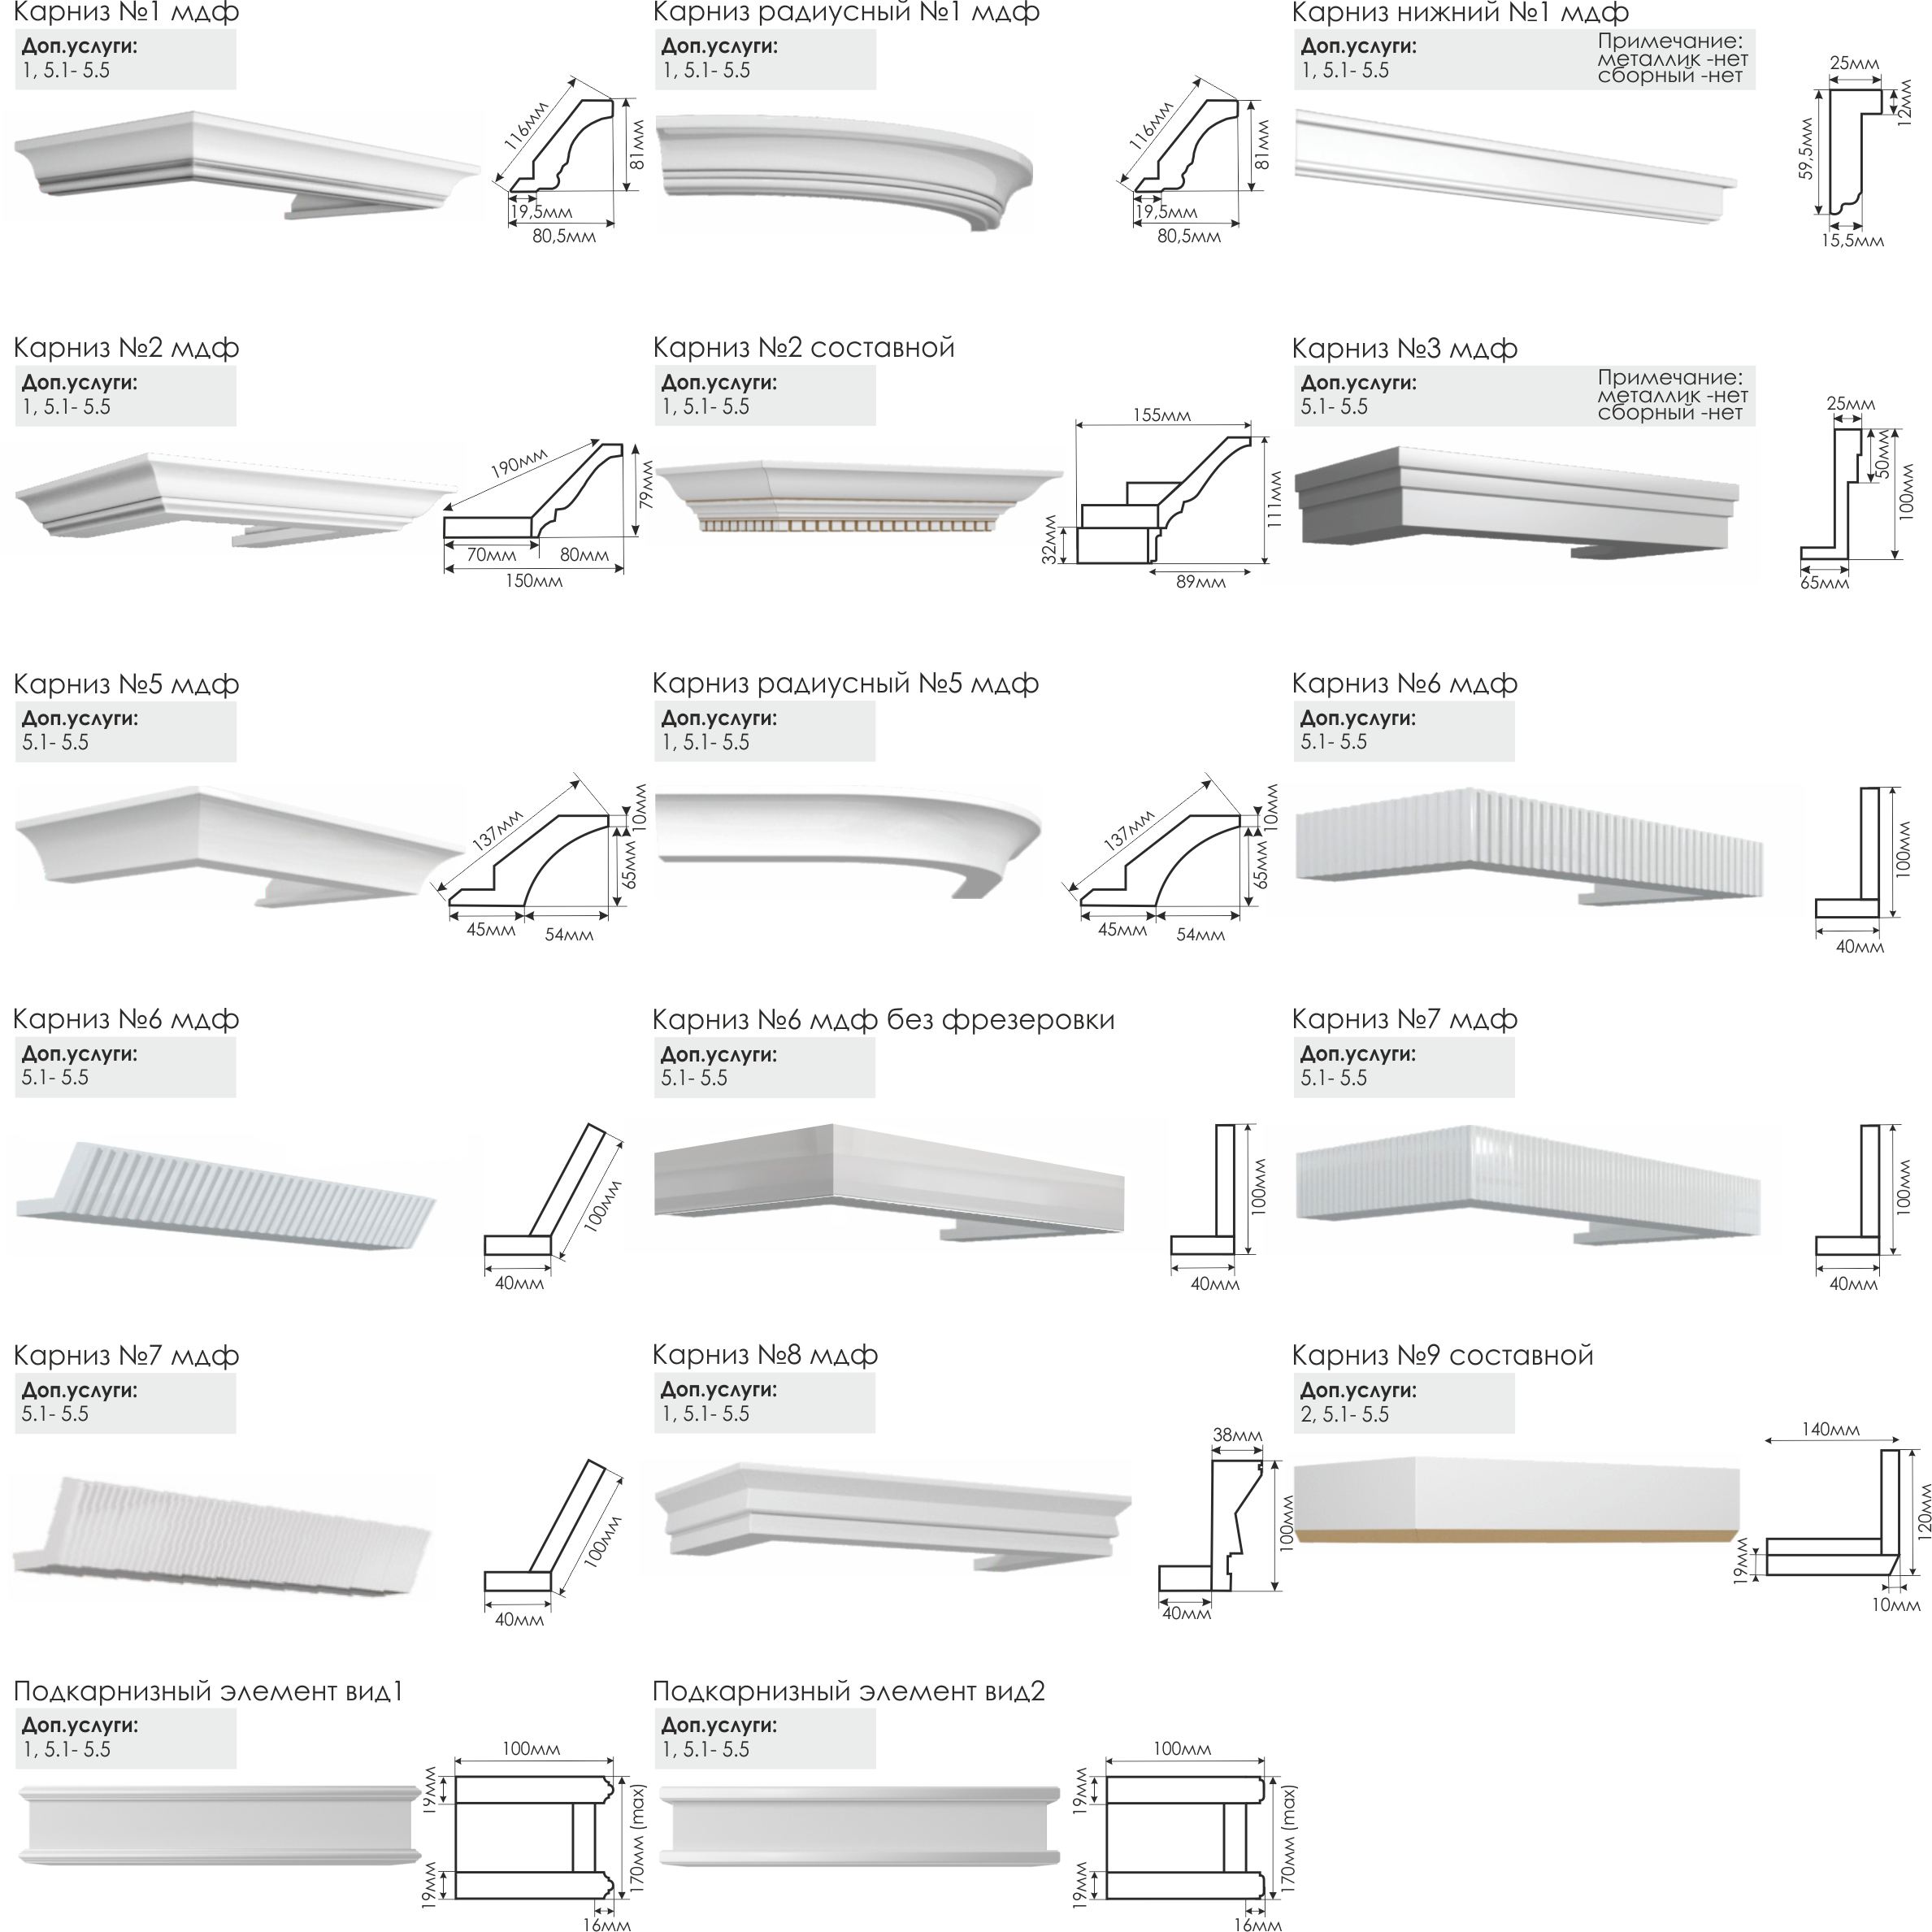 Карниз №1 мдф
Доп.услуги:
1, 5.1- 5.5
116мм
81мм
19,5мм
80,5мм
Карниз радиусный №1 мдф
Доп.услуги:
1, 5.1- 5.5
116мм
81мм
19,5мм
80,5мм
Карниз нижний №1 мдф
Доп.услуги:
1, 5.1- 5.5
Примечание:
металлик -нет
сборный -нет
25мм
12мм
59,5мм
15,5мм
Карниз №2 мдф
Доп.услуги:
1, 5.1- 5.5
190мм
79мм
70мм
80мм
150мм
Карниз №2 составной
Доп.услуги:
1, 5.1- 5.5
155мм
111мм
32мм
89мм
Карниз №3 мдф
Доп.услуги:
5.1- 5.5
Примечание:
металлик -нет
сборный -нет
25мм
50мм
100мм
65мм
Карниз №5 мдф
Доп.услуги:
5.1- 5.5
137мм
10мм
65мм
45мм
54мм
Карниз радиусный №5 мдф
Доп.услуги:
1, 5.1- 5.5
137мм
10мм
65мм
45мм
54мм
Карниз №6 мдф
Доп.услуги:
5.1- 5.5
100мм
40мм
Карниз №6 мдф
Доп.услуги:
5.1- 5.5
100мм
40мм
Карниз №6 мдф без фрезеровки
Доп.услуги:
5.1- 5.5
100мм
40мм
Карниз №7 мдф
Доп.услуги:
5.1- 5.5
100мм
40мм
Карниз №7 мдф
Доп.услуги:
5.1- 5.5
100мм
40мм
Карниз №8 мдф
Доп.услуги:
1, 5.1- 5.5
38мм
100мм
40мм
Карниз №9 составной
Доп.услуги:
2, 5.1- 5.5
140мм
120мм
19мм
10мм
Подкарнизный элемент вид1
Доп.услуги:
1, 5.1- 5.5
100мм
19мм
170мм (max)
19мм
16мм
Подкарнизный элемент вид2
Доп.услуги:
1, 5.1- 5.5
100мм
19мм
170мм (max)
19мм
16мм